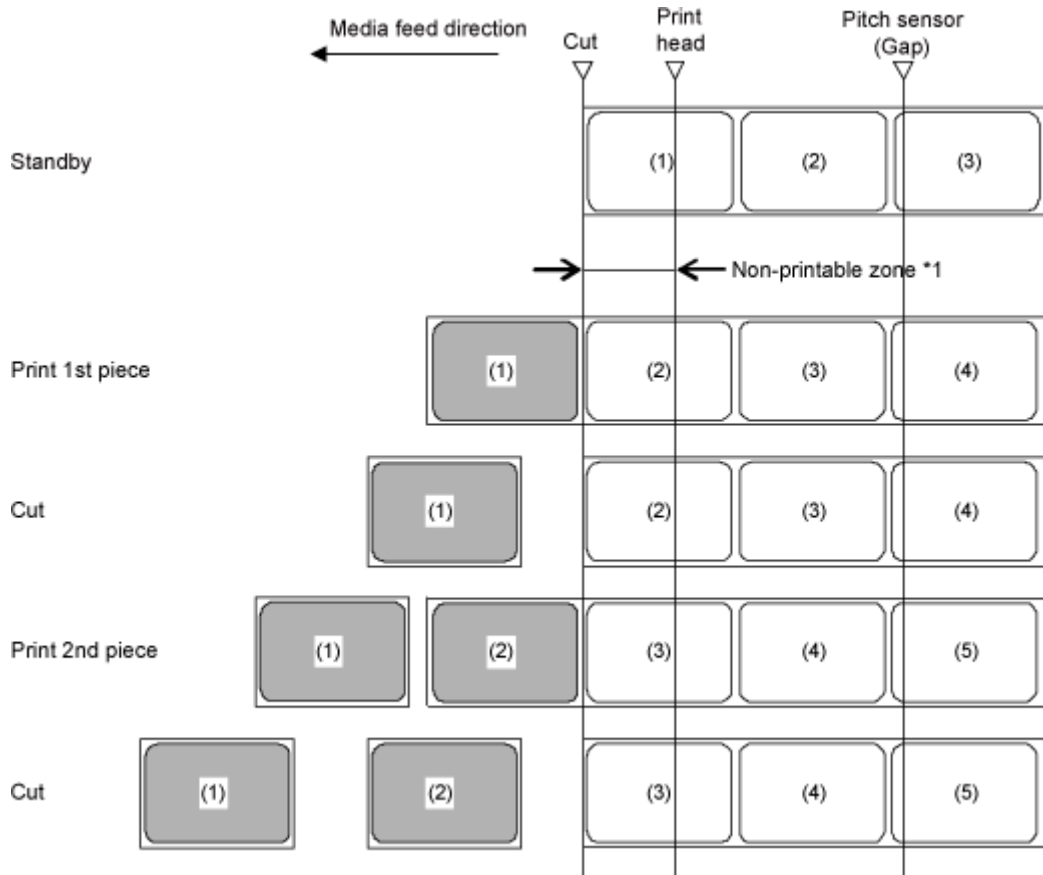 Media feed direction
Cut
Print
head
Pitch sensor
(Gap)
Standby
(1)
(2)
(3)
Non-printable zone *1
Print 1st piece
(1)
(2)
(3)
(4)
Cut
(1)
(2)
(3)
(4)
Print 2nd piece
(1)
(2)
(3)
(4)
(5)
Cut
(1)
(2)
(3)
(4)
(5)